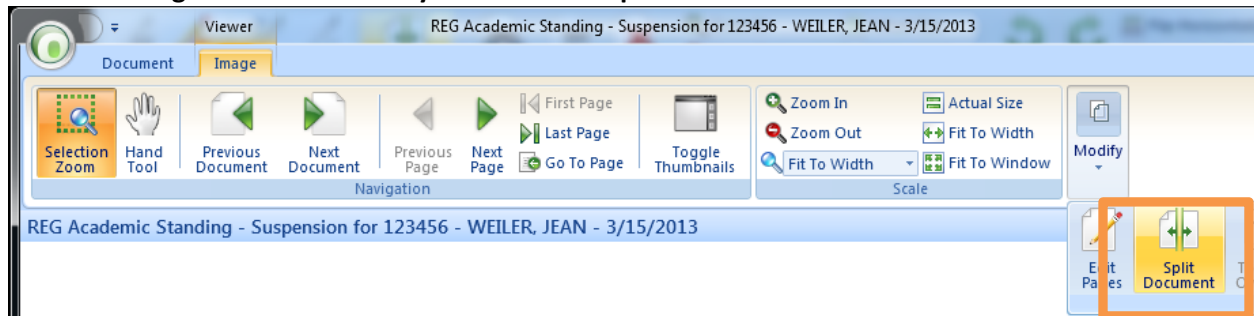 Viewer REG Academic Standing - Suspension for 123456 - WEILER, JEAN - 3/15/2013
Document Image
Selection Zoom
Hand Tool
Previous Document
Next Document
Previous Page
Next Page
First Page
Last Page
Go To Page
Toggle Thumbnails
Navigation
Zoom In
Zoom Out
Fit To Width
Actual Size
Fit To Width
Fit To Window
Scale
Modify
REG Academic Standing - Suspension for 123456 - WEILER, JEAN - 3/15/2013
Edit Pages
Split Document